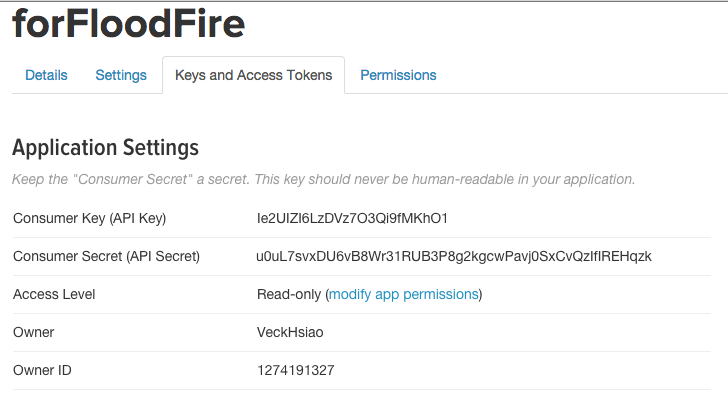 forFloodFire
Details Settings Keys and Access Tokens Permissions
Application Settings
Keep the "Consumer Secret" a secret. This key should never be human-readable in your application.
Consumer Key (API Key)
Consumer Secret (API Secret)
Access Level Read-only (modify app permissions)
Owner VeckHsiao
Owner ID 1274191327